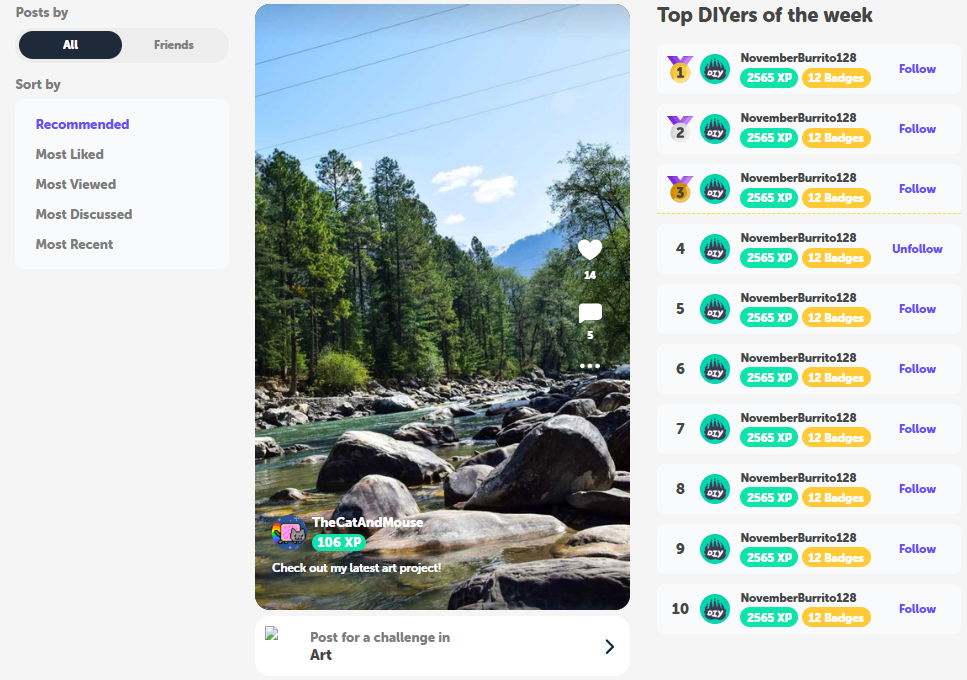 Posts by
All
Friends
Sort by
Recommended
Most Liked
Most Viewed
Most Discussed
Most Recent
14
5
TheCatAndMouse
106 XP
Check out my latest art project!
Post for a challenge in
Art
Top DIYers of the week
1
DIY
NovemberBurrito128
2565 XP
12 Badges
Follow
2
DIY
NovemberBurrito128
2565 XP
12 Badges
Follow
3
DIY
NovemberBurrito128
2565 XP
12 Badges
Follow
4
DIY
NovemberBurrito128
2565 XP
12 Badges
Unfollow
5
DIY
NovemberBurrito128
2565 XP
12 Badges
Follow
6
DIY
NovemberBurrito128
2565 XP
12 Badges
Follow
7
DIY
NovemberBurrito128
2565 XP
12 Badges
Follow
8
DIY
NovemberBurrito128
2565 XP
12 Badges
Follow
9
DIY
NovemberBurrito128
2565 XP
12 Badges
Follow
10
DIY
NovemberBurrito128
2565 XP
12 Badges
Follow